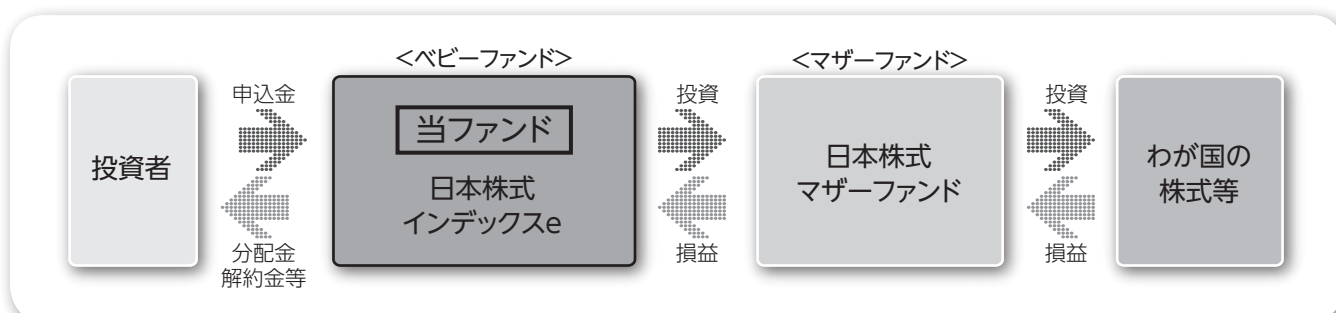 <ベビーファンド>
<マザーファンド>
投資者
申込金
分配金
解約金等
当ファンド
日本株式
インデックスe
投資
損益
日本株式
マザーファンド
投資
損益
わが国の
株式等